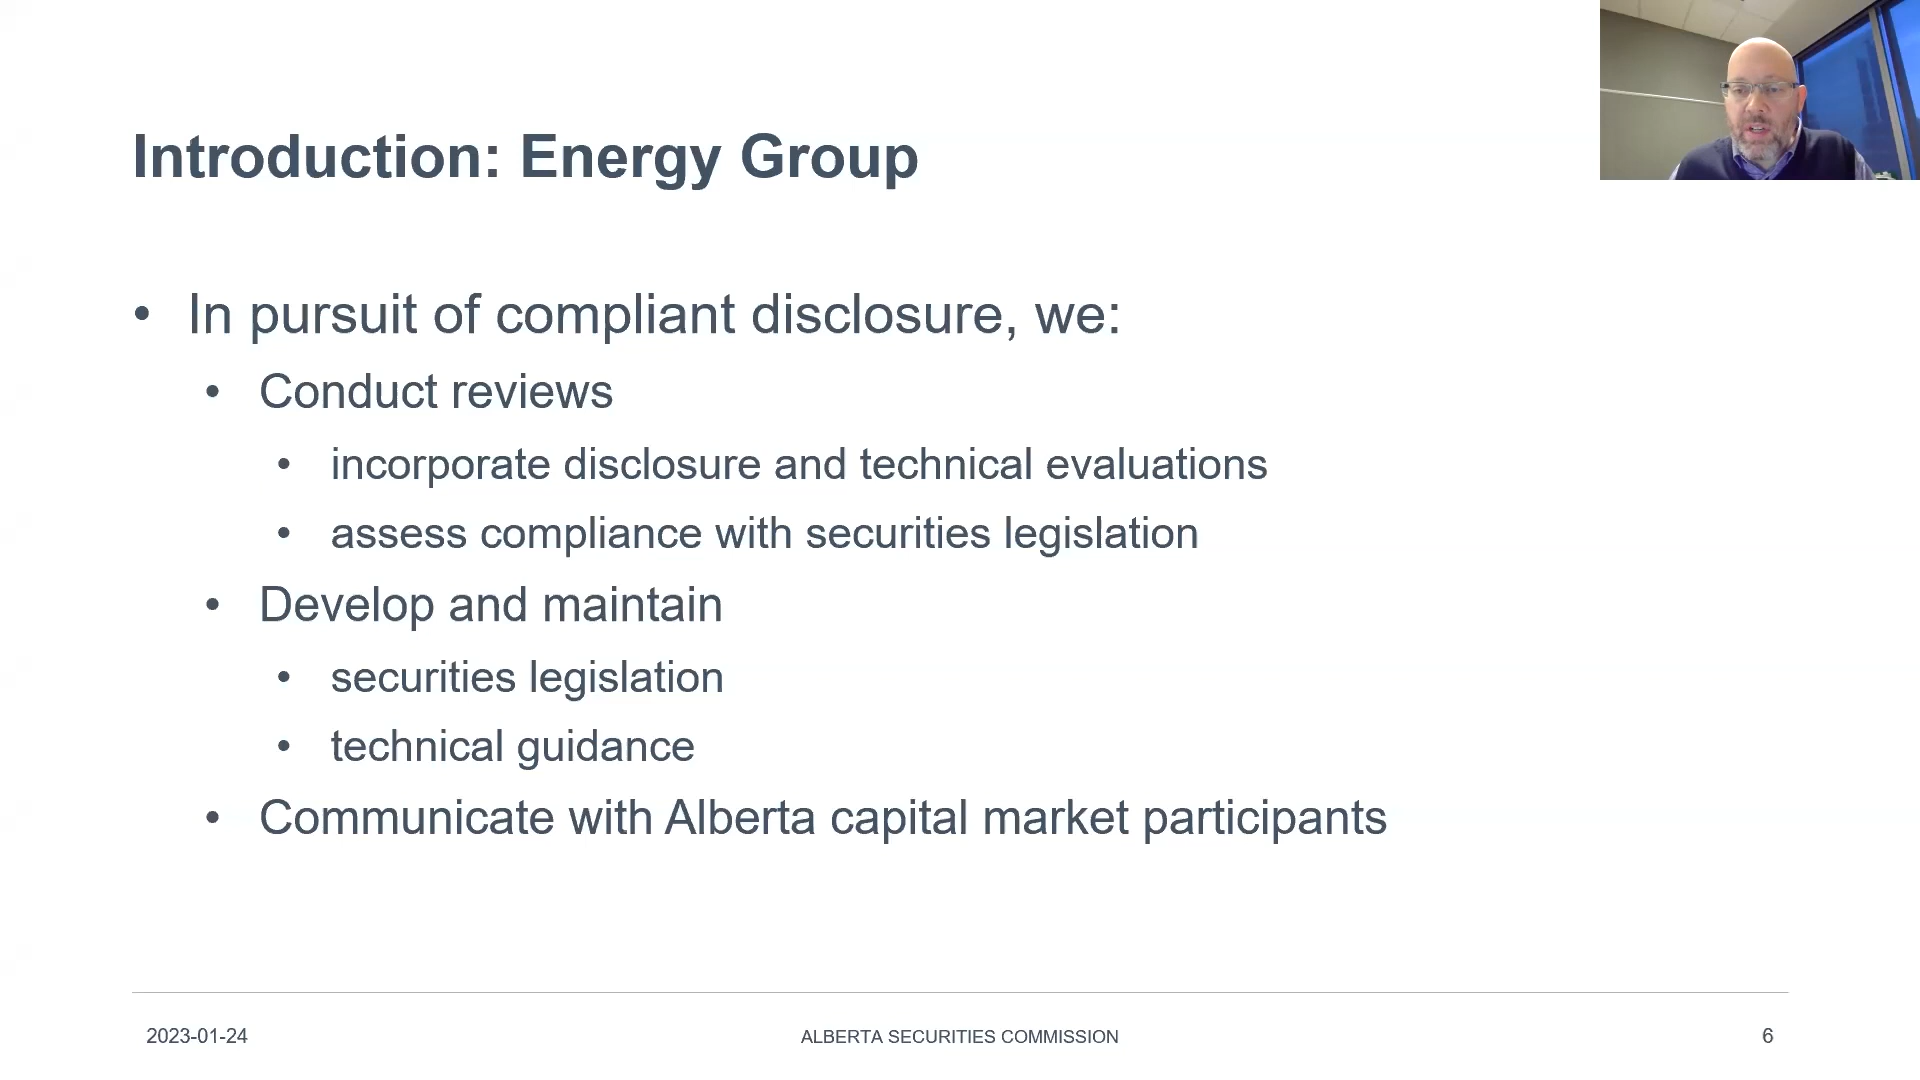 Introduction: Energy Group
• In pursuit of compliant disclosure, we:
• Conduct reviews
• incorporate disclosure and technical evaluations
• assess compliance with securities legislation
• Develop and maintain
• securities legislation
• technical guidance
• Communicate with Alberta capital market participants
2023-01-24
ALBERTA SECURITIES COMMISSION
6